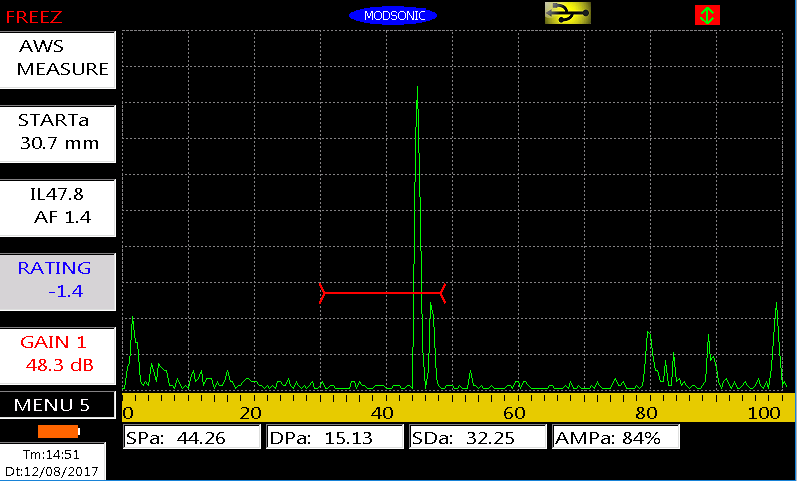 FREEZ
MODSONIC
AWS
MEASURE
STARTa
30.7 mm
IL47.8
AF 1.4
RATING
-1.4
GAIN 1
48.3 dB
MENU 5
0 20 40 60 80 100
SPa: 44.26 DPa: 15.13 SDa: 32.25 AMPa: 84%
Tm:14:51
Dt:12/08/2017